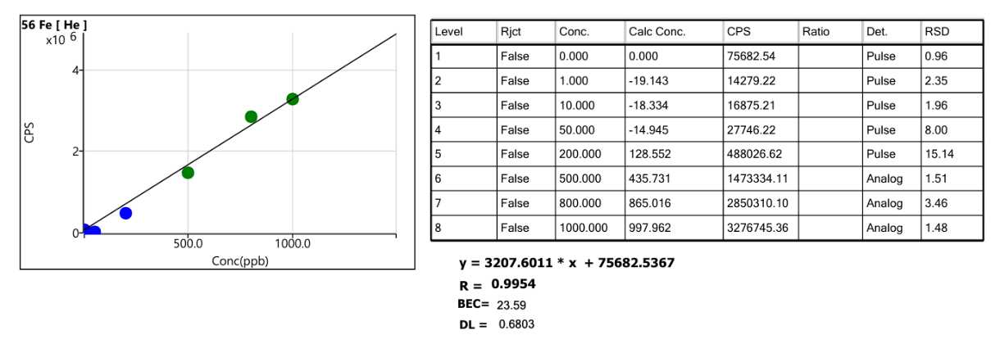 56 Fe [ He ]
x10 6
4
2
0
500.0 1000.0
Conc(ppb)
CPS
Level Rjct Conc. Calc Conc. CPS Ratio Det. RSD
1 False 0.000 0.000 75682.54 Pulse 0.96
2 False 1.000 -19.143 14279.22 Pulse 2.35
3 False 10.000 -18.334 16875.21 Pulse 1.96
4 False 50.000 -14.945 27746.22 Pulse 8.00
5 False 200.000 128.552 488026.62 Pulse 15.14
6 False 500.000 435.731 1473334.11 Analog 1.51
7 False 800.000 865.016 2850310.10 Analog 3.46
8 False 1000.000 997.962 3276745.36 Analog 1.48
y = 3207.6011 * x + 75682.5367
R = 0.9954
BEC= 23.59
DL = 0.6803